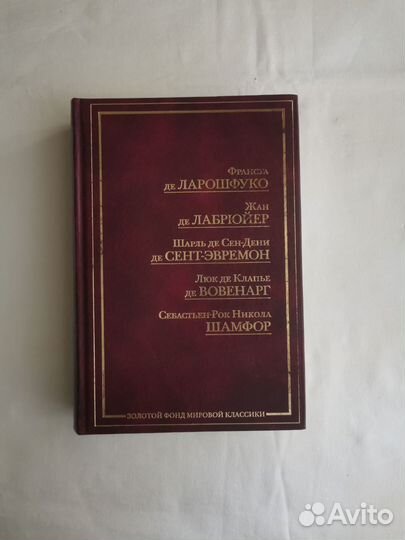 Франсуа
де ЛАРОШФУКО
Жан
де ЛАБРЮЙЕР
Шарль де Сен-Дени
де СЕНТ-ЭВРЕМОН
Люк де Клапье
де ВОВЕНАРГ
Себастьен-Рок Никола
ШАМФОР
ЗОЛОТОЙ ФОНД МИРОВОЙ КЛАССИКИ
Avito